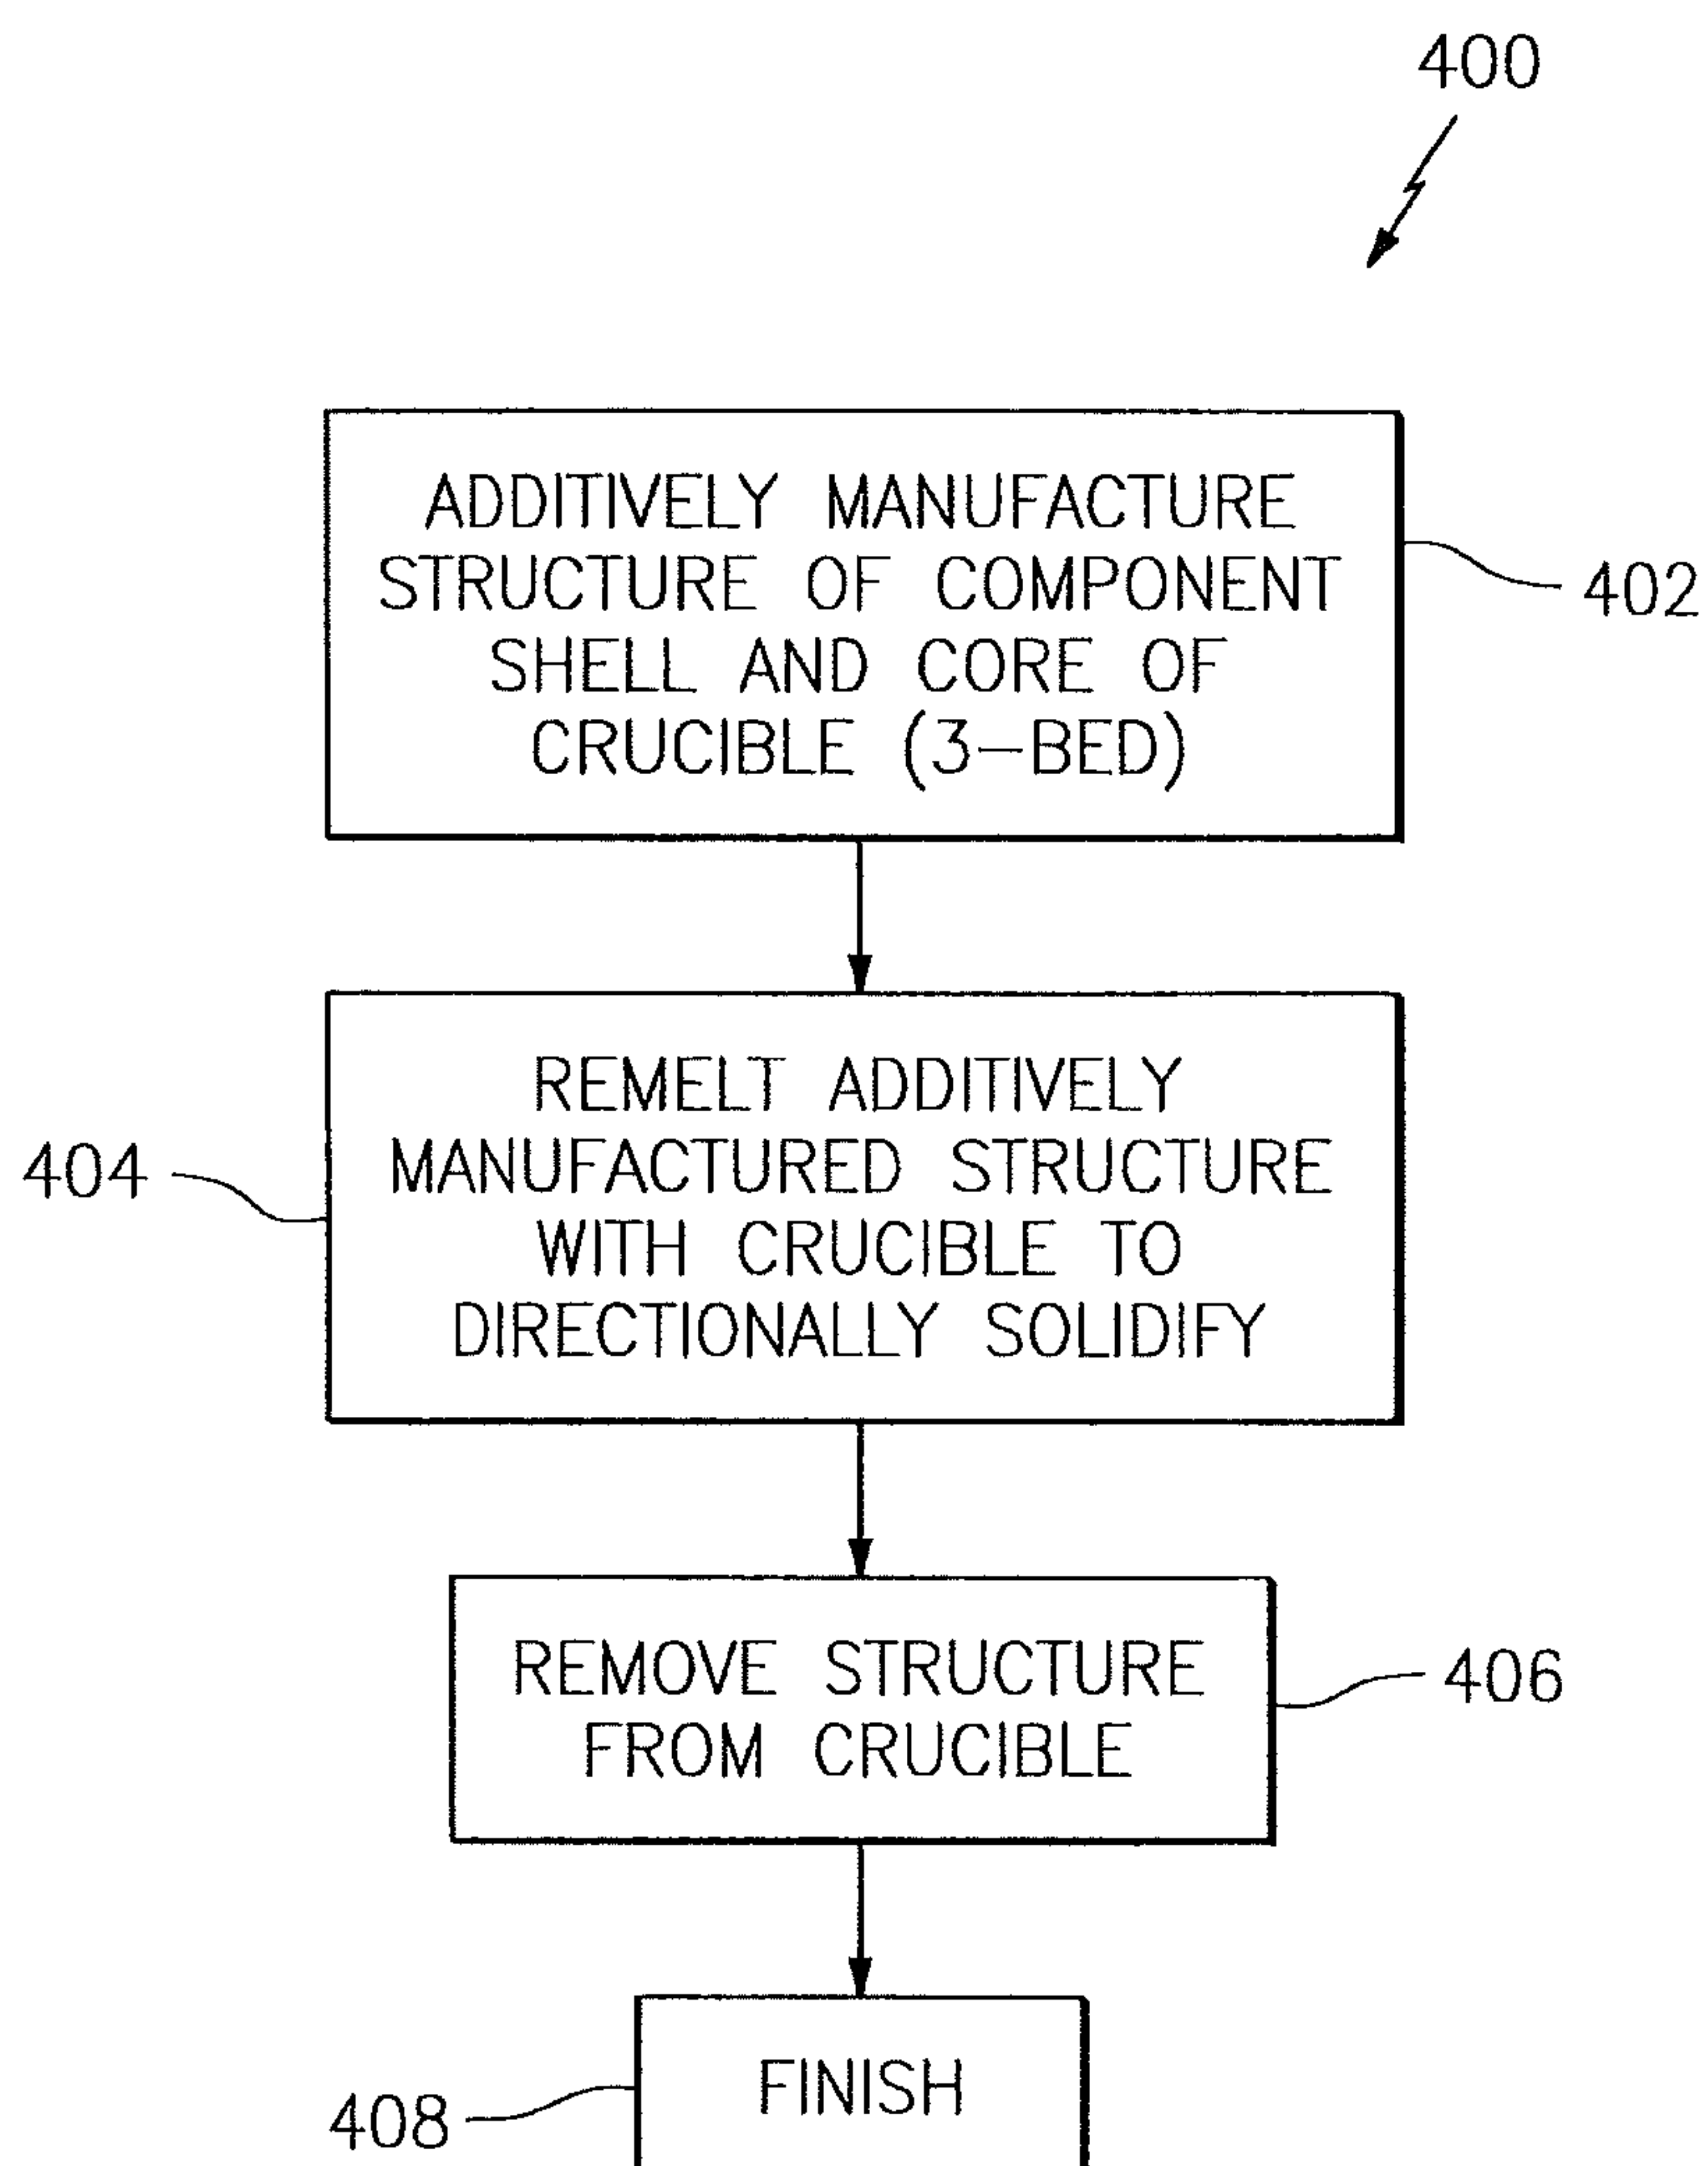 400
ADDITIVELY MANUFACTURE
STRUCTURE OF COMPONENT
SHELL AND CORE OF
CRUCIBLE (3-BED)
402
REMELT ADDITIVELY
MANUFACTURED STRUCTURE
WITH CRUCIBLE TO
DIRECTIONALLY SOLIDIFY
404
REMOVE STRUCTURE
FROM CRUCIBLE
406
FINISH
408